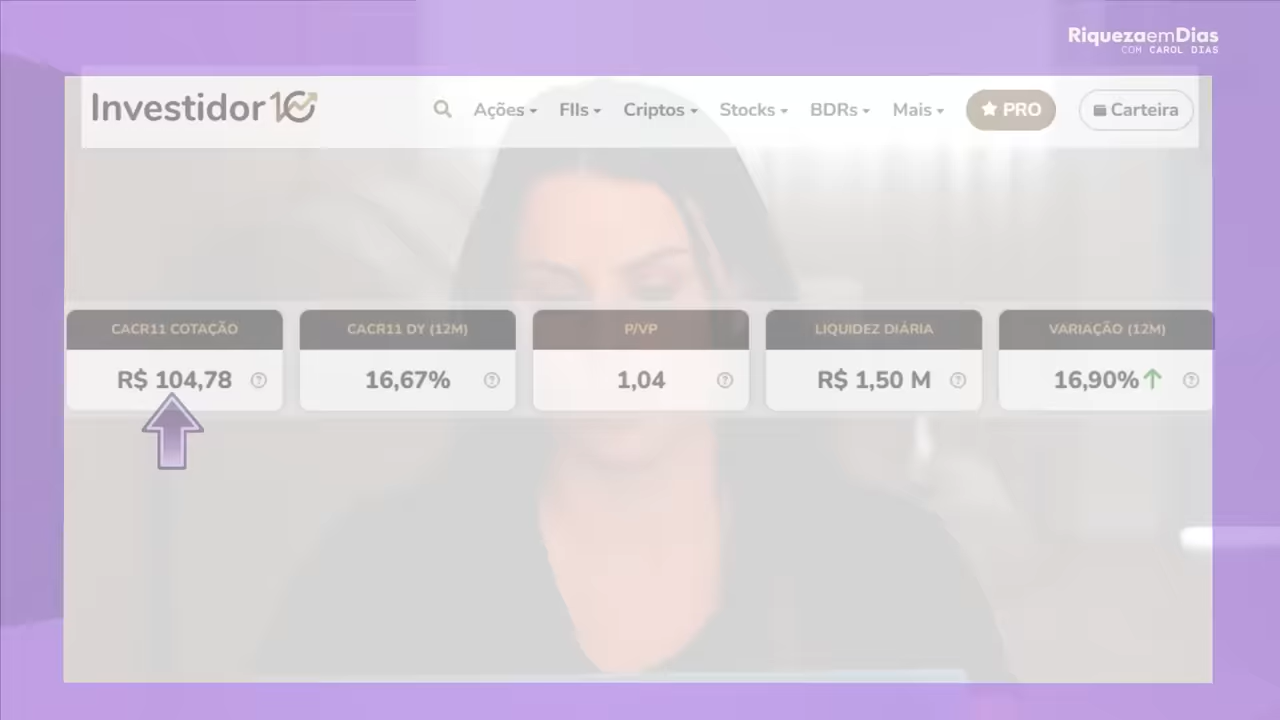 RiquezaemDias
COM CAROL DIAS
Investidor10
Ações FIIs Criptos Stocks BDRs Mais PRO Carteira
CACR11 COTAÇÃO
R$ 104,78
CACR11 DY (12M)
16,67%
P/VP
1,04
LIQUIDEZ DIÁRIA
R$ 1,50 M
VARIAÇÃO (12M)
16,90%